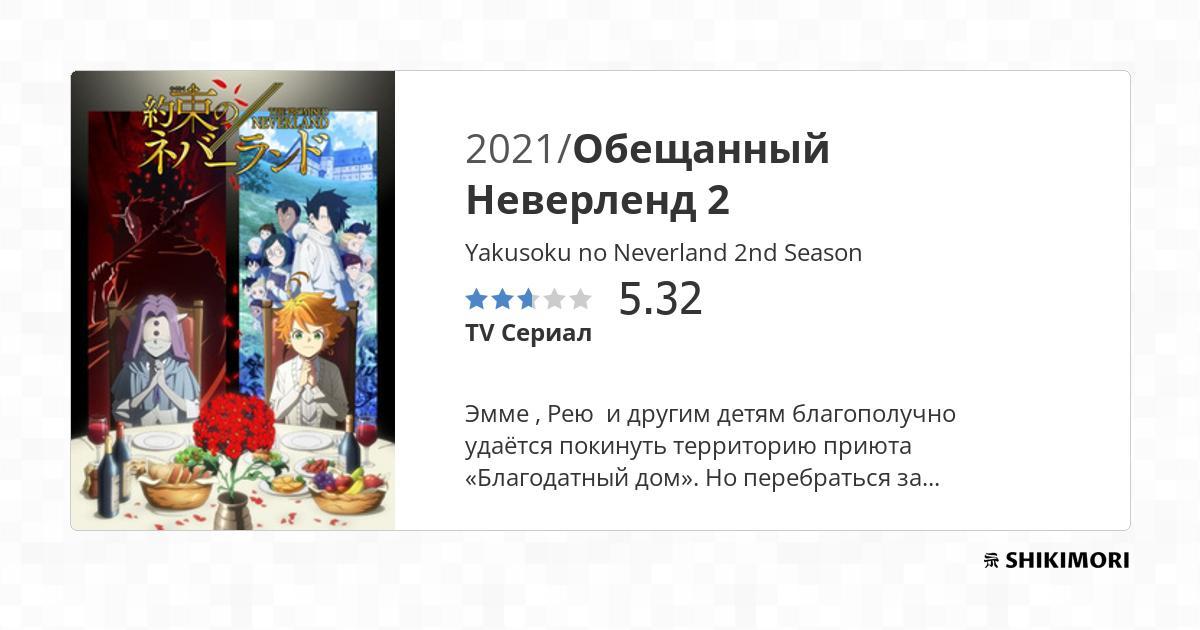 約束の
ネバーランド
THE PROMISED
NEVERLAND
2021/Обещанный
Неверленд 2
Yakusoku no Neverland 2nd Season
5.32
TV Сериал
Эмме , Рею  и другим детям благополучно
удаётся покинуть территорию приюта
«Благодатный дом». Но перебраться за...
SHIKIMORI